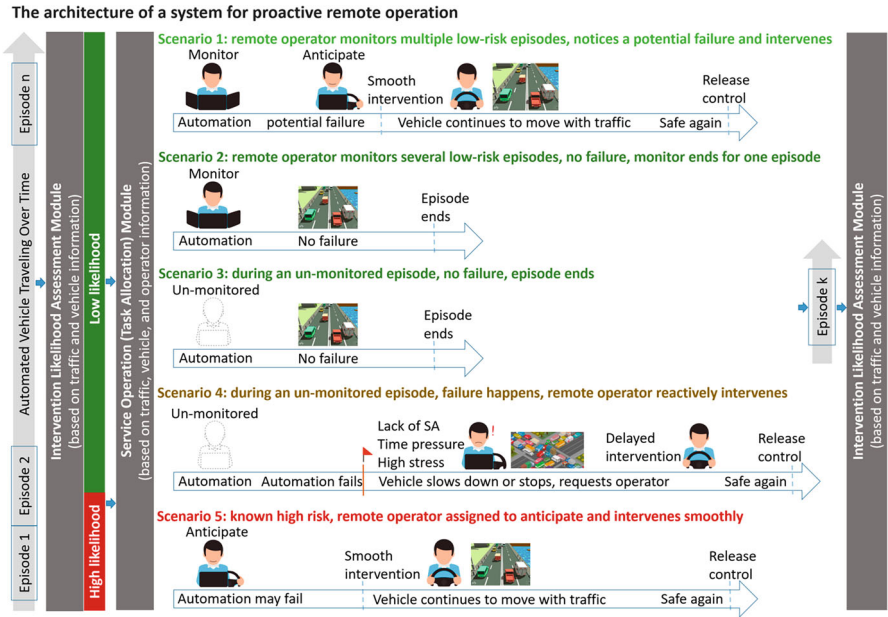 The architecture of a system for proactive remote operation
Episode n
Automated Vehicle Traveling Over Time
Episode 2
Episode 1
Intervention Likelihood Assessment Module
(based on traffic and vehicle information)
Low likelihood
High likelihood
Service Operation (Task Allocation) Module
(based on traffic, vehicle, and operator information)
Scenario 1: remote operator monitors multiple low-risk episodes, notices a potential failure and intervenes
Monitor
Anticipate
Smooth
intervention
Release
control
Automation
potential failure
Vehicle continues to move with traffic
Safe again
Scenario 2: remote operator monitors several low-risk episodes, no failure, monitor ends for one episode
Monitor
Episode
ends
Automation
No failure
Scenario 3: during an un-monitored episode, no failure, episode ends
Un-monitored
Episode
ends
Automation
No failure
Scenario 4: during an un-monitored episode, failure happens, remote operator reactively intervenes
Un-monitored
Lack of SA
Time pressure
High stress
!
Delayed
intervention
Release
control
Automation
Automation fails
Vehicle slows down or stops, requests operator
Safe again
Scenario 5: known high risk, remote operator assigned to anticipate and intervenes smoothly
Anticipate
Smooth
intervention
Release
control
Automation may fail
Vehicle continues to move with traffic
Safe again
Episode k
Intervention Likelihood Assessment Module
(based on traffic and vehicle information)